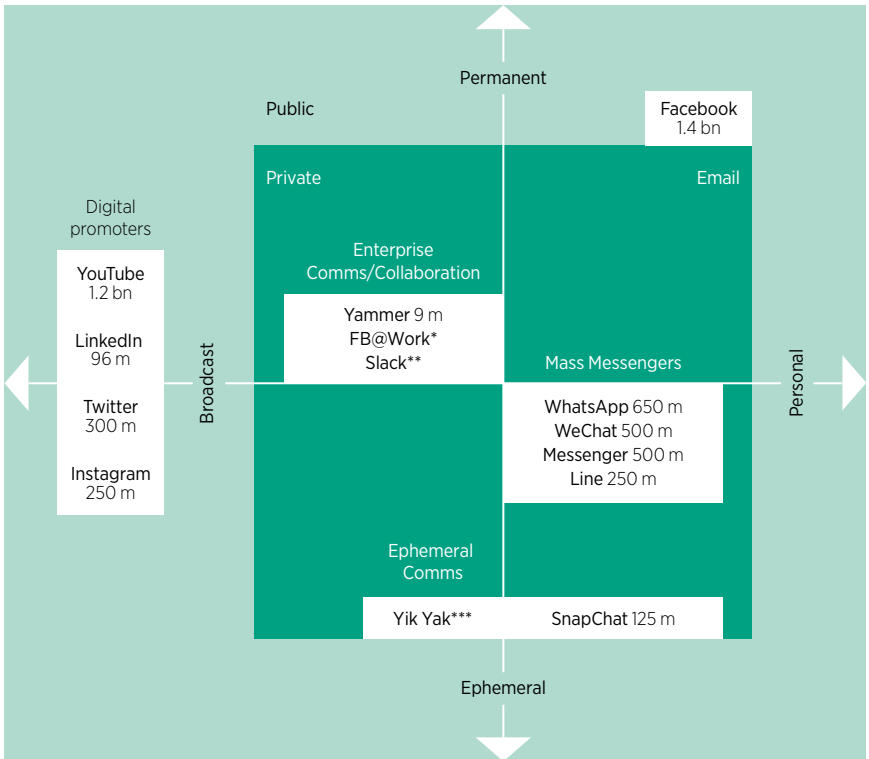 Permanent
Public
Facebook
1.4 bn
Private
Email
Digital
promoters
YouTube
1.2 bn
LinkedIn
96 m
Twitter
300 m
Instagram
250 m
Broadcast
Enterprise
Comms/Collaboration
Yammer 9 m
FB@Work*
Slack**
Mass Messengers
WhatsApp 650 m
WeChat 500 m
Messenger 500 m
Line 250 m
Personal
Ephemeral
Comms
Yik Yak***
SnapChat 125 m
Ephemeral